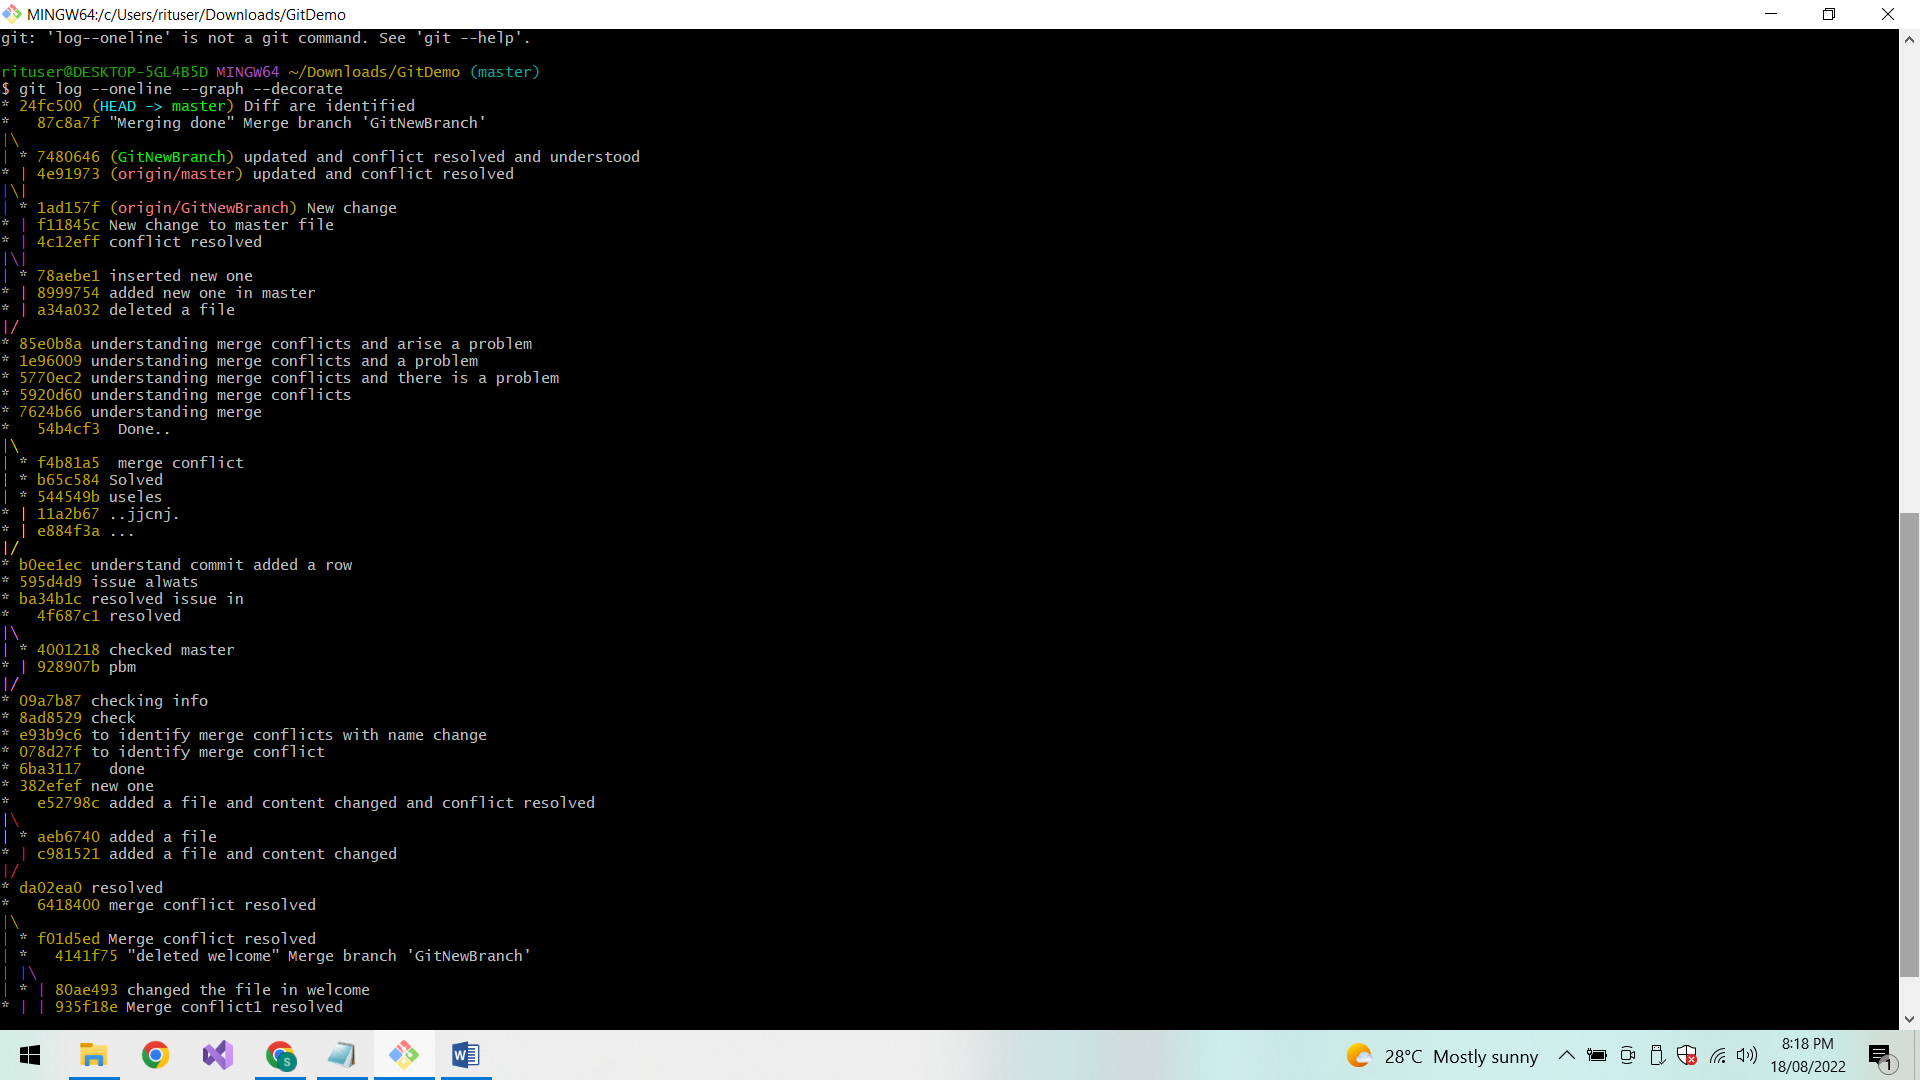 MINGW64:/c/Users/rituser/Downloads/GitDemo
git: 'log--oneline' is not a git command. See 'git --help'.
rituser@DESKTOP-5GL4B5D MINGW64 ~/Downloads/GitDemo (master)
$ git log --oneline --graph --decorate
* 24fc500 (HEAD -> master) Diff are identified
*   87c8a7f "Merging done" Merge branch 'GitNewBranch'
|\
| * 7480646 (GitNewBranch) updated and conflict resolved and understood
* | 4e91973 (origin/master) updated and conflict resolved
|\|
| * 1ad157f (origin/GitNewBranch) New change
* | f11845c New change to master file
* | 4c12eff conflict resolved
|\|
| * 78aebe1 inserted new one
* | 8999754 added new one in master
* | a34a032 deleted a file
|/
* 85e0b8a understanding merge conflicts and arise a problem
* 1e96009 understanding merge conflicts and a problem
* 5770ec2 understanding merge conflicts and there is a problem
* 5920d60 understanding merge conflicts
* 7624b66 understanding merge
*   54b4cf3  Done..
|\
| * f4b81a5  merge conflict
| * b65c584 Solved
| * 544549b useles
* | 11a2b67 ..jjcnj.
* | e884f3a ...
|/
* b0ee1ec understand commit added a row
* 595d4d9 issue alwats
* ba34b1c resolved issue in
*   4f687c1 resolved
|\
| * 4001218 checked master
* | 928907b pbm
|/
* 09a7b87 checking info
* 8ad8529 check
* e93b9c6 to identify merge conflicts with name change
* 078d27f to identify merge conflict
* 6ba3117   done
* 382efef new one
*   e52798c added a file and content changed and conflict resolved
|\
| * aeb6740 added a file
* | c981521 added a file and content changed
|/
* da02ea0 resolved
*   6418400 merge conflict resolved
|\
| * f01d5ed Merge conflict resolved
| *   4141f75 "deleted welcome" Merge branch 'GitNewBranch'
| |\
| * | 80ae493 changed the file in welcome
* | | 935f18e Merge conflict1 resolved
S
W
28°C Mostly sunny
8:18 PM
18/08/2022
1